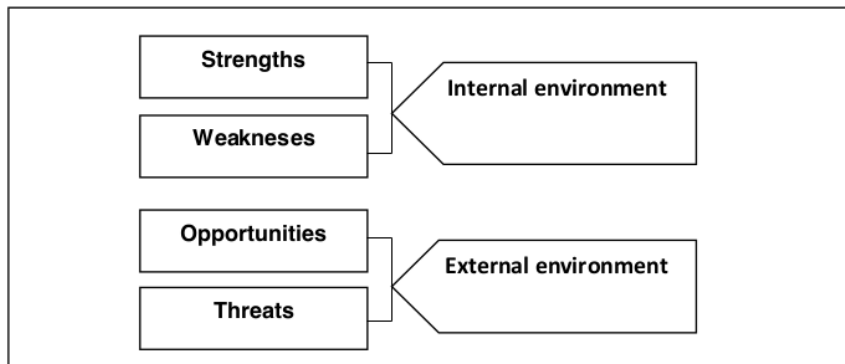 Strengths
Internal environment
Weakneses
Opportunities
External environment
Threats